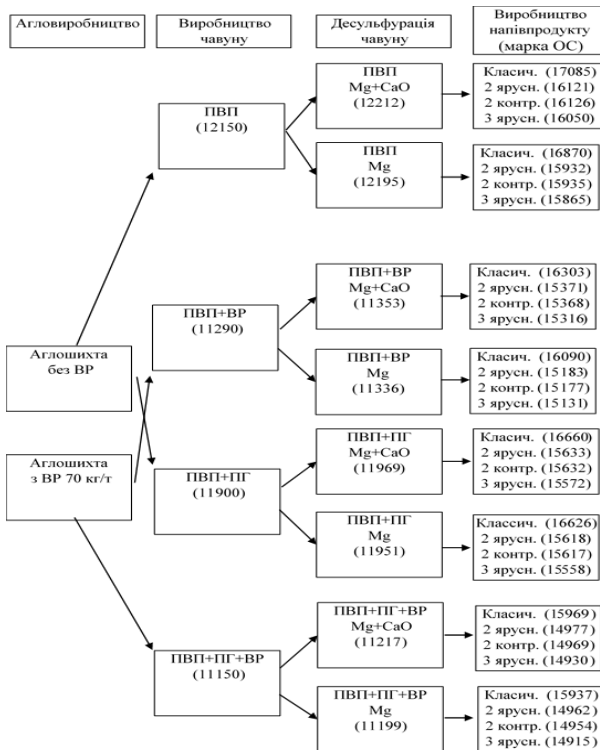 Агловиробництво
Виробництво
чавуну
Десульфурація
чавуну
Виробництво
напівпродукту
(марка ОС)
Аглошихта
без ВР
Аглошихта
з ВР 70 кг/т
ПВП
(12150)
ПВП
Mg+CaO
(12212)
Класич. (17085)
2 ярусн. (16121)
2 контр. (16126)
3 ярусн. (16050)
ПВП
Mg
(12195)
Класич. (16870)
2 ярусн. (15932)
2 контр. (15935)
3 ярусн. (15865)
ПВП+ВР
(11290)
ПВП+ВР
Mg+CaO
(11353)
Класич. (16303)
2 ярусн. (15371)
2 контр. (15368)
3 ярусн. (15316)
ПВП+ВР
Mg
(11336)
Класич. (16090)
2 ярусн. (15183)
2 контр. (15177)
3 ярусн. (15131)
ПВП+ПГ
(11900)
ПВП+ПГ
Mg+CaO
(11969)
Класич. (16660)
2 ярусн. (15633)
2 контр. (15632)
3 ярусн. (15572)
ПВП+ПГ
Mg
(11951)
Классич. (16626)
2 ярусн. (15618)
2 контр. (15617)
3 ярусн. (15558)
ПВП+ПГ+ВР
(11150)
ПВП+ПГ+ВР
Mg+CaO
(11217)
Класич. (15969)
2 ярусн. (14977)
2 контр. (14969)
3 ярусн. (14930)
ПВП+ПГ+ВР
Mg
(11199)
Класич. (15937)
2 ярусн. (14962)
2 контр. (14954)
3 ярусн. (14915)